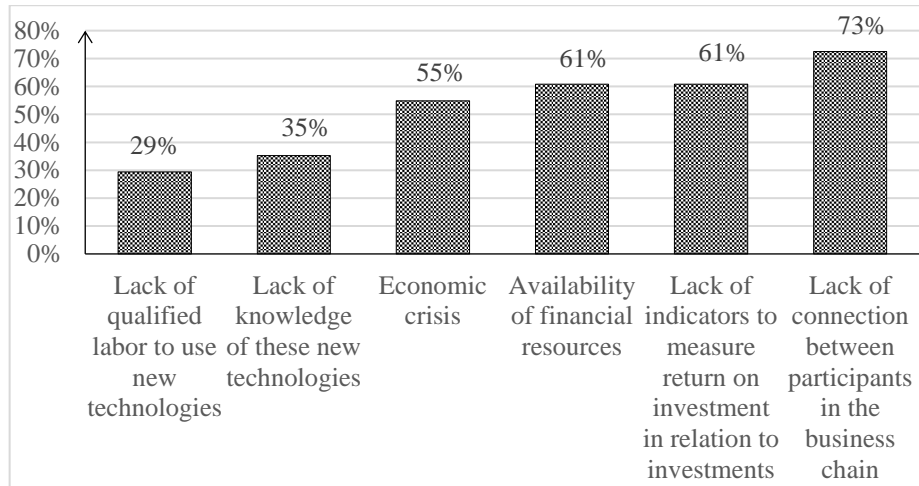 80%
70%
60%
50%
40%
30%
20%
10%
0%
29%
35%
55%
61%
61%
73%
Lack of
qualified
labor to use
new
technologies
Lack of
knowledge
of these new
technologies
Economic
crisis
Availability
of financial
resources
Lack of
indicators to
measure
return on
investment
in relation to
investments
Lack of
connection
between
participants
in the
business
chain